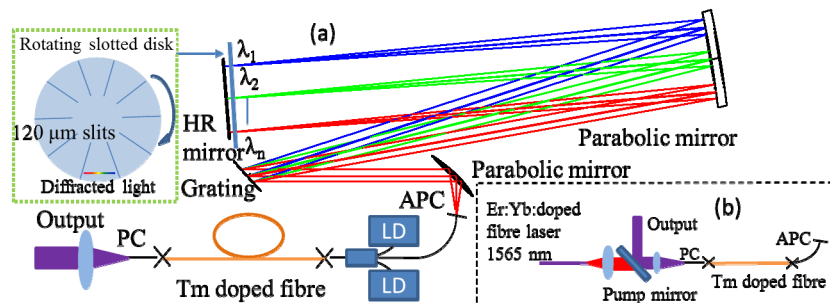 Rotating slotted disk
120 µm slits
Diffracted light
(a)
λ1
λ2
HR
mirror
λn
Grating
Parabolic mirror
Parabolic mirror
APC
Output
PC
LD
LD
Tm doped fibre
(b)
Er:Yb:doped
fibre laser
1565 nm
Output
PC
APC
Tm doped fibre
Pump mirror